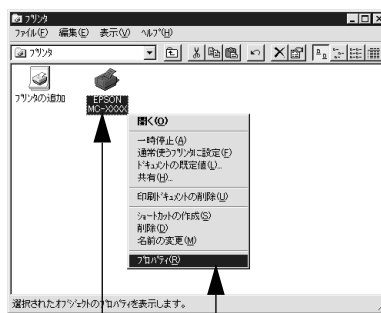 プリンタ
ファイル(F) 編集(E) 表示(V) ヘルプ(H)
プリンタ
プリンタの追加
EPSON
MC-XXXX
開く(O)
一時停止(A)
通常使うプリンタに設定(F)
ドキュメントの既定値(L)...
共有(H)...
印刷ドキュメントの削除(U)
ショートカットの作成(S)
削除(D)
名前の変更(M)
プロパティ(R)
選択されたオブジェクトのプロパティを表示します。